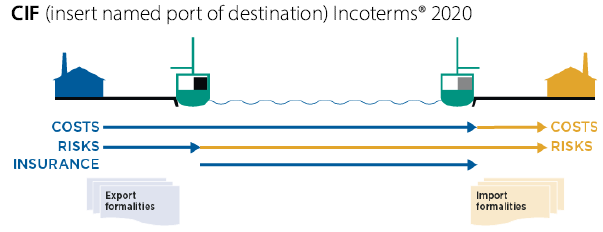 CIF (insert named port of destination) Incoterms® 2020
COSTS COSTS
RISKS RISKS
INSURANCE
Export
formalities
Import
formalities